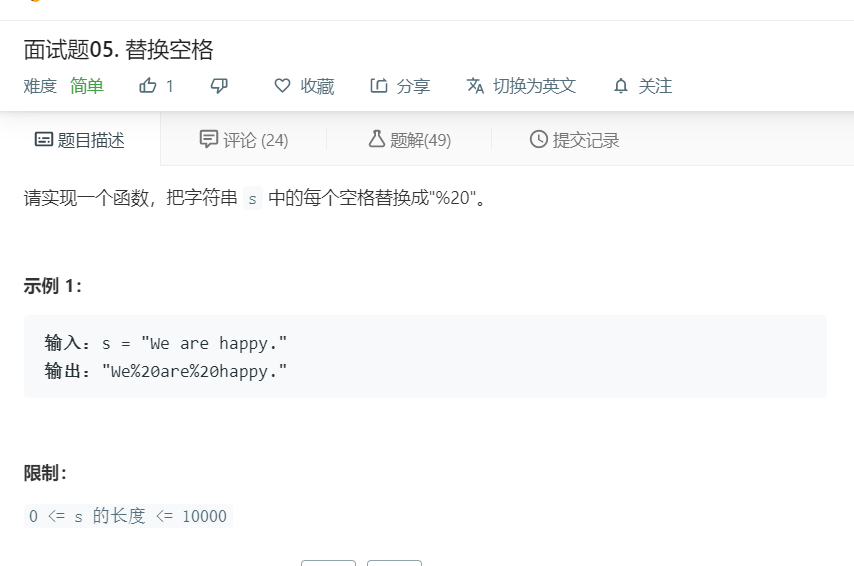 面试题05. 替换空格
难度 简单 1 收藏 分享 切换为英文 关注
题目描述 评论 (24) 题解(49) 提交记录
请实现一个函数，把字符串 s 中的每个空格替换成"%20"。
示例 1：
输入：s = "We are happy."
输出："We%20are%20happy."
限制：
0 <= s 的长度 <= 10000